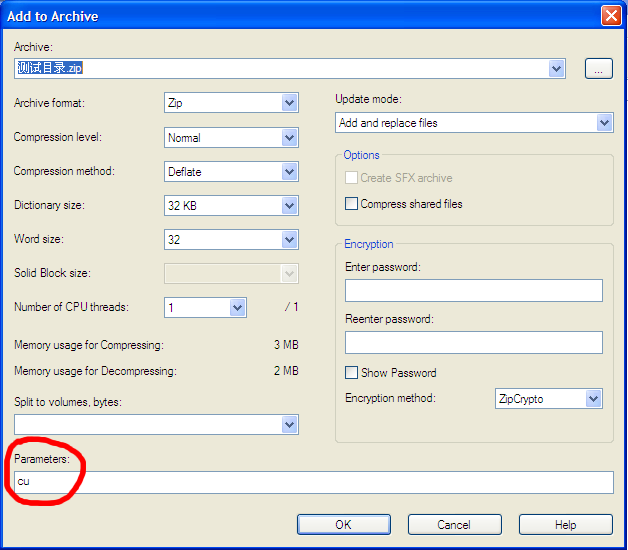 Add to Archive
Archive:
测试目录.zip
...
Archive format:
Zip
Compression level:
Normal
Compression method:
Deflate
Dictionary size:
32 KB
Word size:
32
Solid Block size:
Number of CPU threads:
1
/ 1
Memory usage for Compressing:
3 MB
Memory usage for Decompressing:
2 MB
Split to volumes, bytes:
Parameters:
cu
Update mode:
Add and replace files
Options
Create SFX archive
Compress shared files
Encryption
Enter password:
Reenter password:
Show Password
Encryption method:
ZipCrypto
OK
Cancel
Help